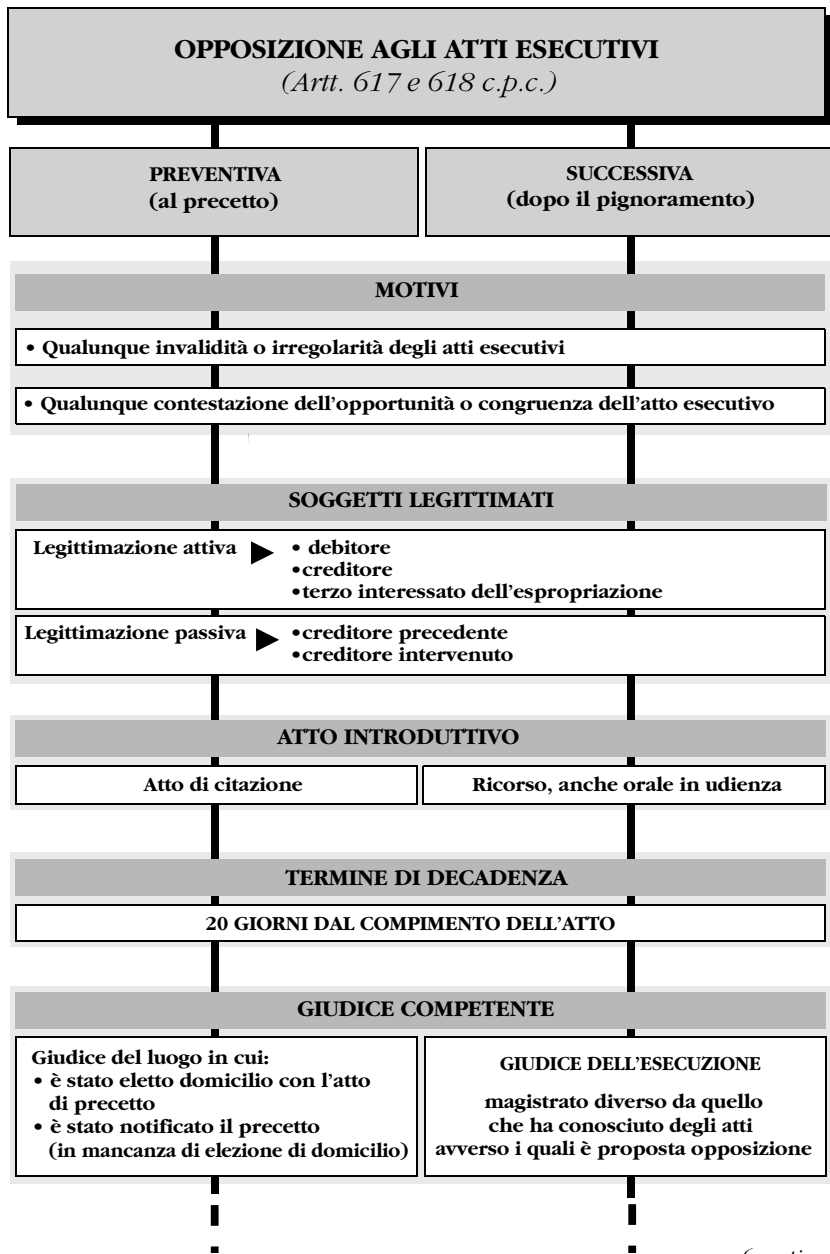 OPPOSIZIONE AGLI ATTI ESECUTIVI
(Artt. 617 e 618 c.p.c.)
PREVENTIVA
(al precetto)
SUCCESSIVA
(dopo il pignoramento)
MOTIVI
• Qualunque invalidità o irregolarità degli atti esecutivi
• Qualunque contestazione dell'opportunità o congruenza dell'atto esecutivo
SOGGETTI LEGITTIMATI
Legittimazione attiva ▶ • debitore
•creditore
•terzo interessato dell'espropriazione
Legittimazione passiva ▶ •creditore precedente
•creditore intervenuto
ATTO INTRODUTTIVO
Atto di citazione
Ricorso, anche orale in udienza
TERMINE DI DECADENZA
20 GIORNI DAL COMPIMENTO DELL'ATTO
GIUDICE COMPETENTE
Giudice del luogo in cui:
• è stato eletto domicilio con l'atto
di precetto
• è stato notificato il precetto
(in mancanza di elezione di domicilio)
GIUDICE DELL'ESECUZIONE
magistrato diverso da quello
che ha conosciuto degli atti
avverso i quali è proposta opposizione